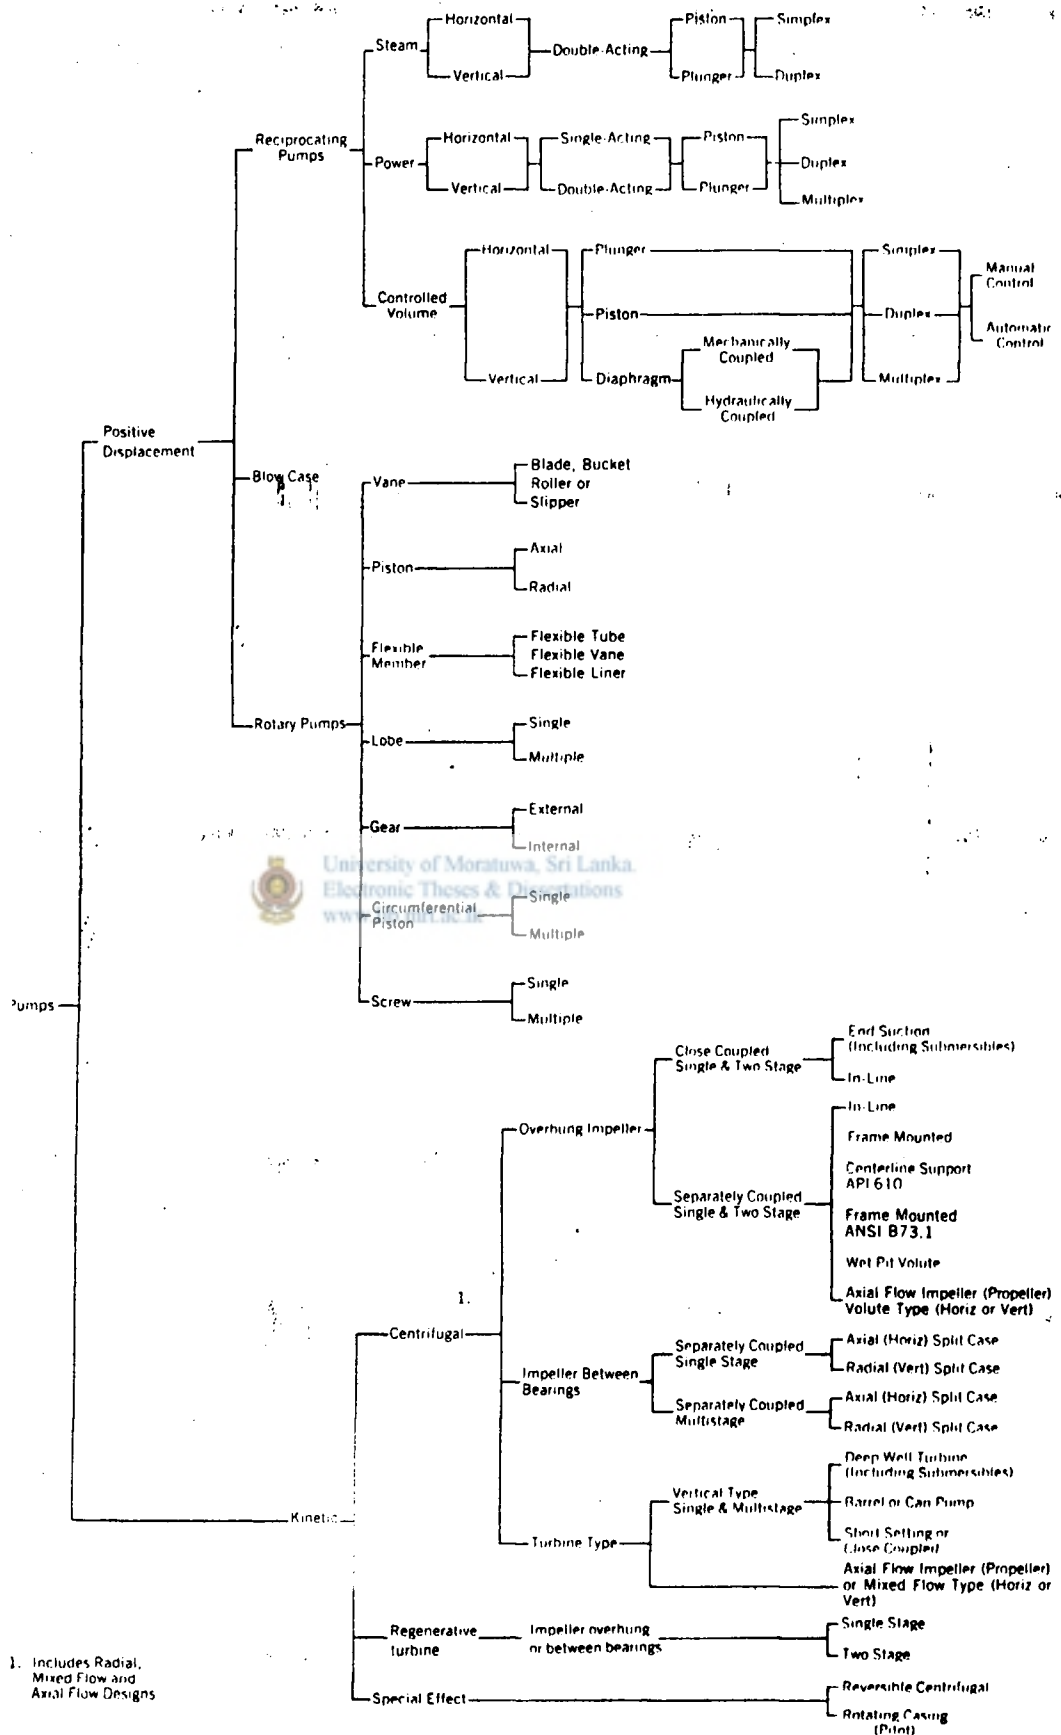 Horizontal
Piston
Simplex
Steam
Double-Acting
Vertical
Plunger
Duplex
Simplex
Reciprocating
Pumps
Horizontal
Single-Acting
Piston
Power
Duplex
Vertical
Double-Acting
Plunger
Multiplex
Horizontal
Plunger
Simplex
Manual
Control
Controlled
Volume
Piston
Duplex
Automatic
Control
Mechanically
Coupled
Vertical
Diaphragm
Multiplex
Hydraulically
Coupled
Positive
Displacement
Blow Case
Vane
Blade, Bucket
Roller or
Slipper
Piston
Axial
Radial
Flexible
Member
Flexible Tube
Flexible Vane
Flexible Liner
Rotary Pumps
Lobe
Single
Multiple
Gear
External
Internal
University of Moratuwa, Sri Lanka.
Electronic Theses & Dissertations
Circumferential
Piston
Single
Multiple
Pumps
Screw
Single
Multiple
Close Coupled
Single & Two Stage
End Suction
(Including Submersibles)
In-Line
Overhung Impeller
In-Line
Frame Mounted
Centerline Support
API 610
Separately Coupled
Single & Two Stage
Frame Mounted
ANSI B73.1
Wet Pit Volute
Axial Flow Impeller (Propeller)
Volute Type (Horiz or Vert)
1.
Centrifugal
Impeller Between
Bearings
Separately Coupled
Single Stage
Axial (Horiz) Split Case
Radial (Vert) Split Case
Separately Coupled
Multistage
Axial (Horiz) Split Case
Radial (Vert) Split Case
Kinetic
Turbine Type
Vertical Type
Single & Multistage
Deep Well Turbine
(Including Submersibles)
Barrel or Can Pump
Short Setting or
Close Coupled
Axial Flow Impeller (Propeller)
or Mixed Flow Type (Horiz or
Vert)
Regenerative
turbine
Impeller overhung
or between bearings
Single Stage
Two Stage
Special Effect
Reversible Centrifugal
Rotating Casing
(Pitot)
1. Includes Radial,
Mixed Flow and
Axial Flow Designs